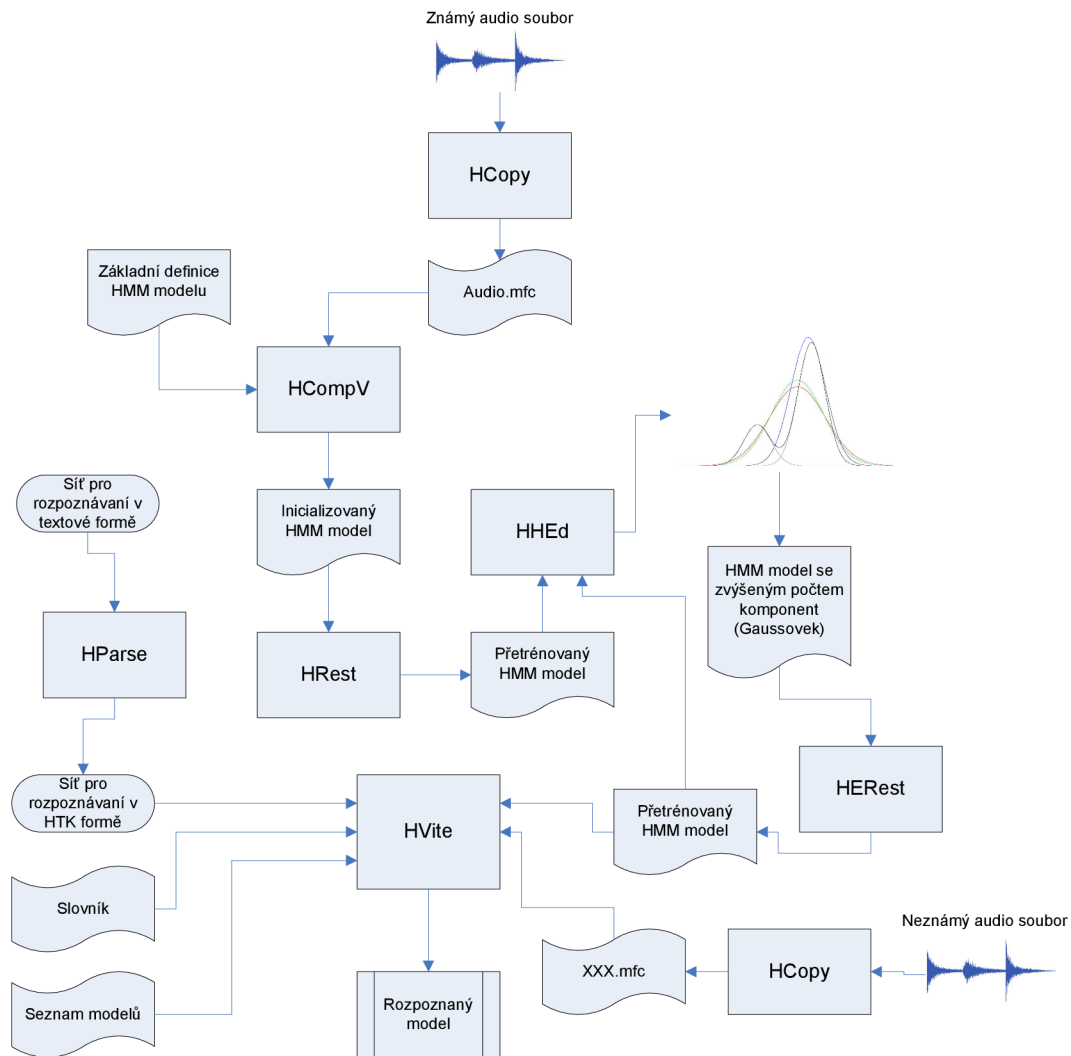 Známý audio soubor
HCopy
Základní definice
HMM modelu
Audio.mfc
HCompV
Síť pro
rozpoznávaní v
textové formě
Inicializovaný
HMM model
HHEd
HMM model se
zvýšeným počtem
komponent
(Gaussovek)
HParse
HRest
Přetrénovaný
HMM model
Síť pro
rozpoznávaní v
HTK formě
HVite
Přetrénovaný
HMM model
HERest
Slovník
Neznámý audio soubor
XXX.mfc
HCopy
Seznam modelů
Rozpoznaný
model